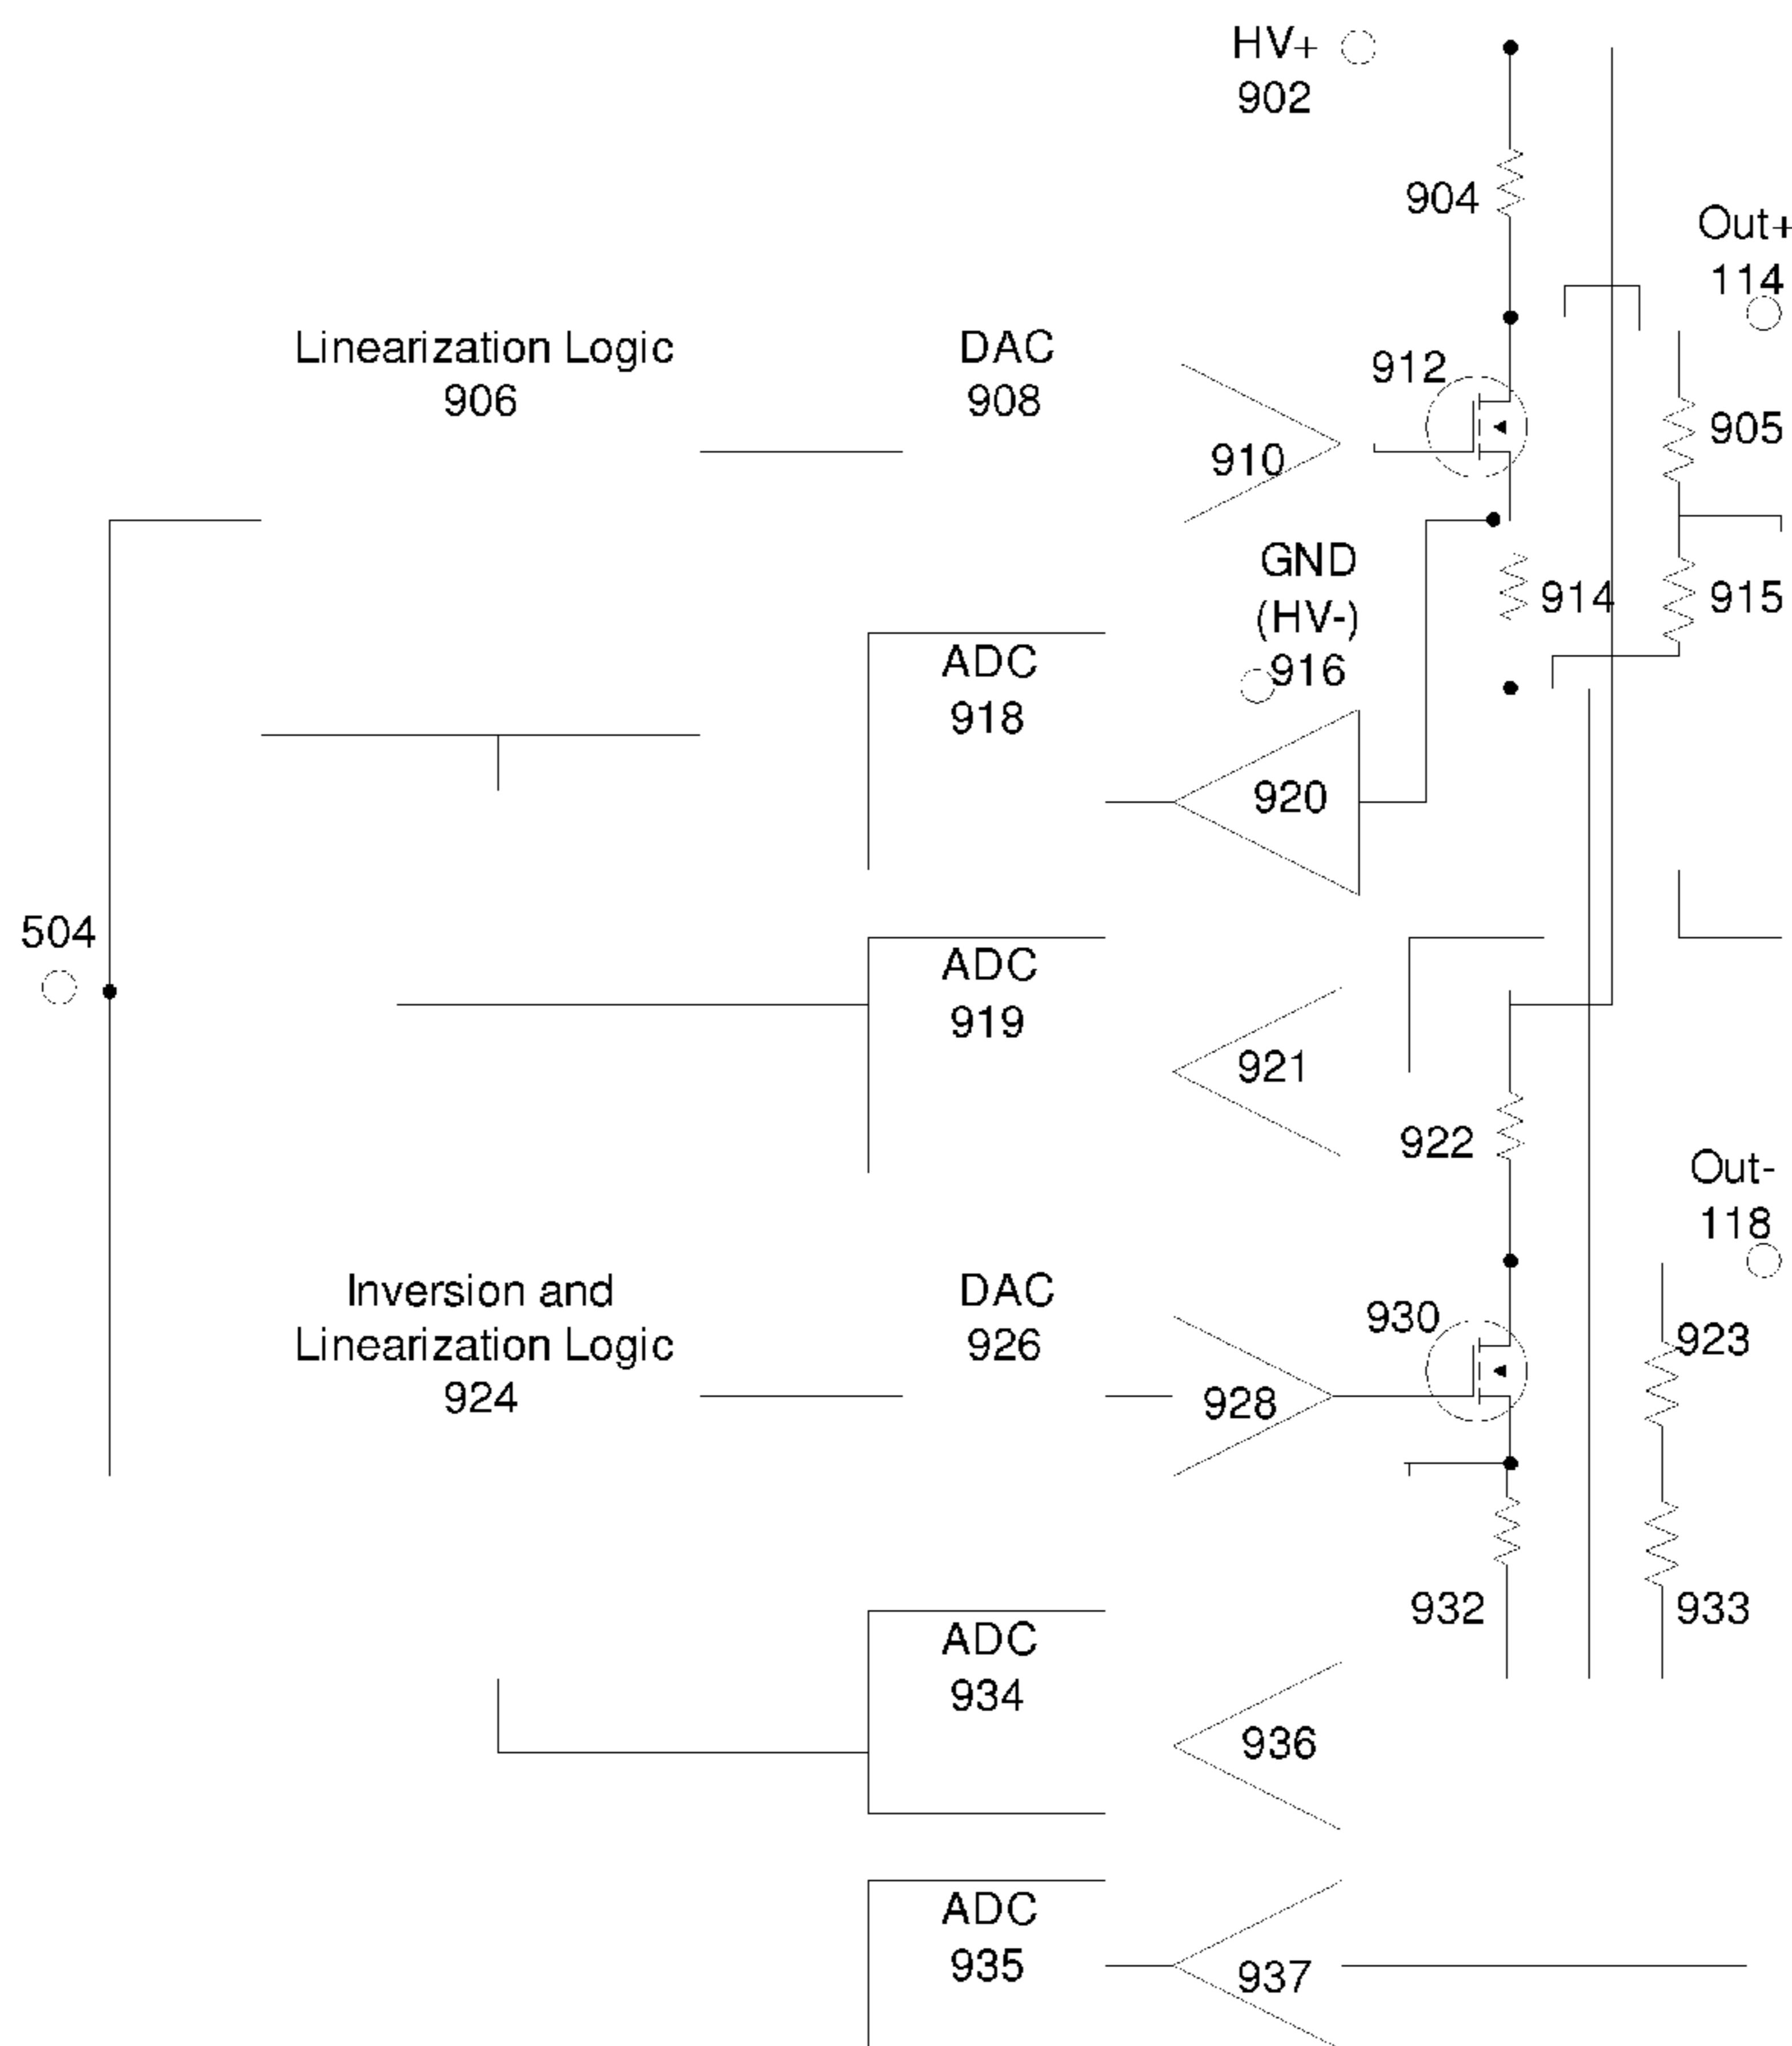 HV+
902
904
Out+
114
Linearization Logic
906
DAC
908
910
912
905
GND
(HV-)
916
914
915
ADC
918
920
504
ADC
919
921
922
Out-
118
Inversion and
Linearization Logic
924
DAC
926
928
930
923
932
933
ADC
934
936
ADC
935
937